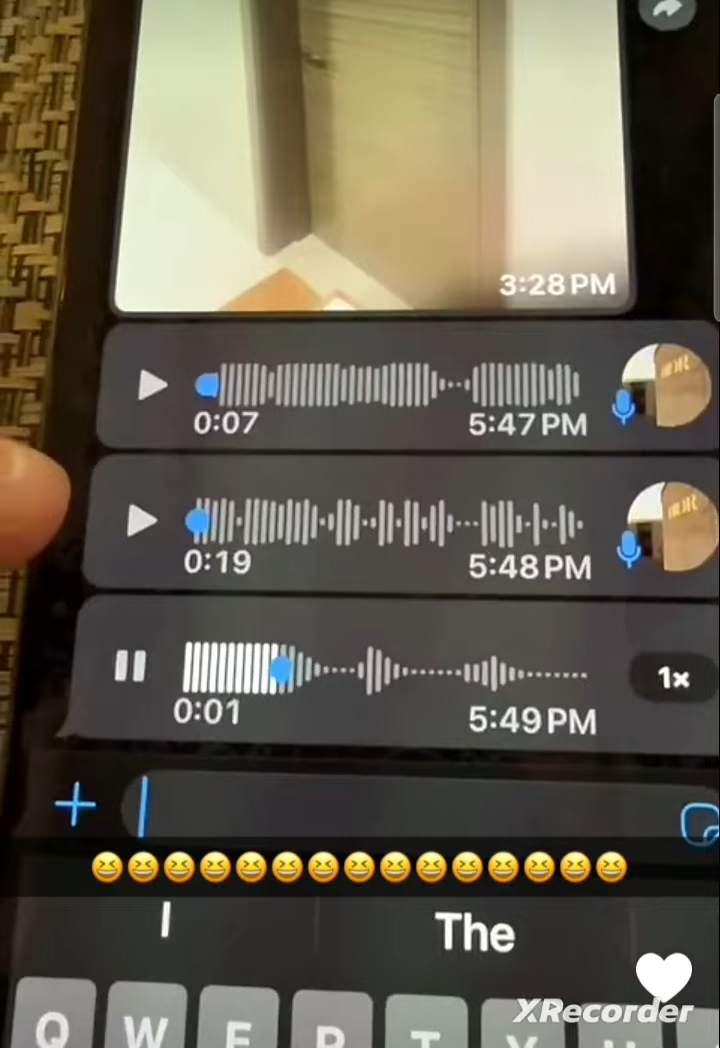 3:28 PM
0:07 5:47 PM
0:19 5:48 PM
0:01 5:49 PM 1x
😆😆😆😆😆😆😆😆😆😆😆😆😆😆😆
I The
XRecorder
Q W E R T Y U